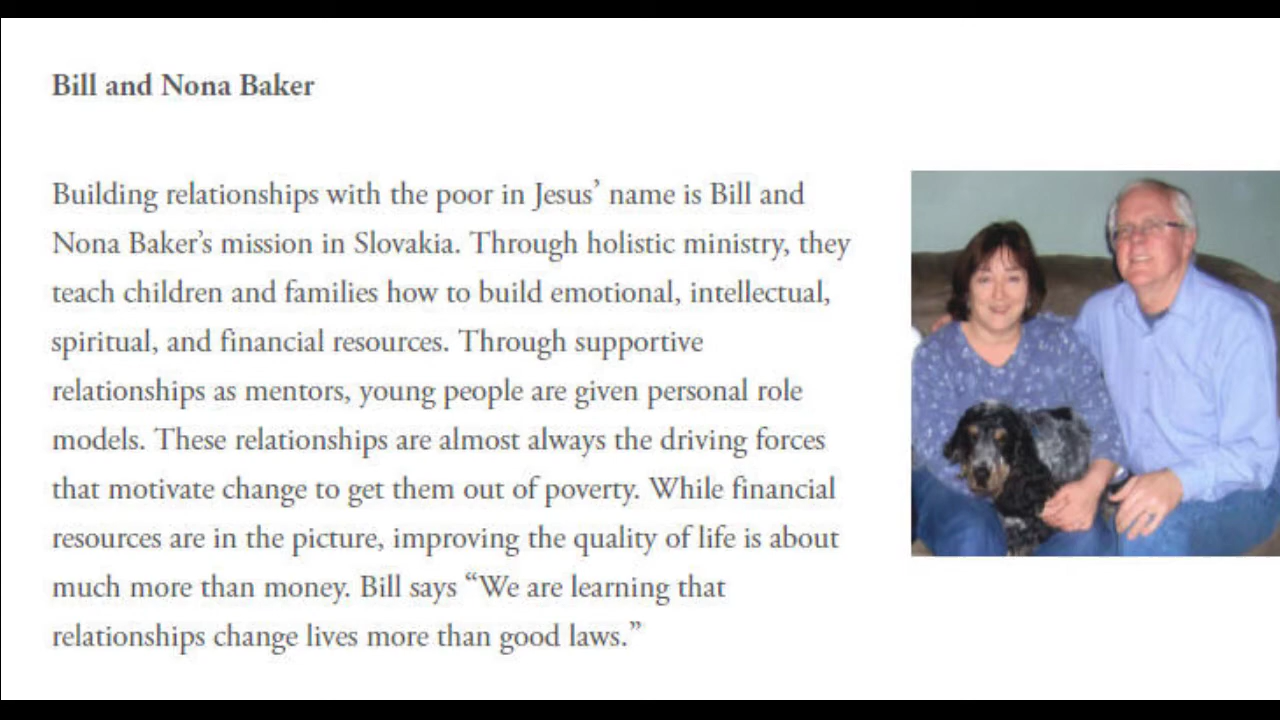 Bill and Nona Baker
Building relationships with the poor in Jesus’ name is Bill and
Nona Baker’s mission in Slovakia. Through holistic ministry, they
teach children and families how to build emotional, intellectual,
spiritual, and financial resources. Through supportive
relationships as mentors, young people are given personal role
models. These relationships are almost always the driving forces
that motivate change to get them out of poverty. While financial
resources are in the picture, improving the quality of life is about
much more than money. Bill says “We are learning that
relationships change lives more than good laws.”